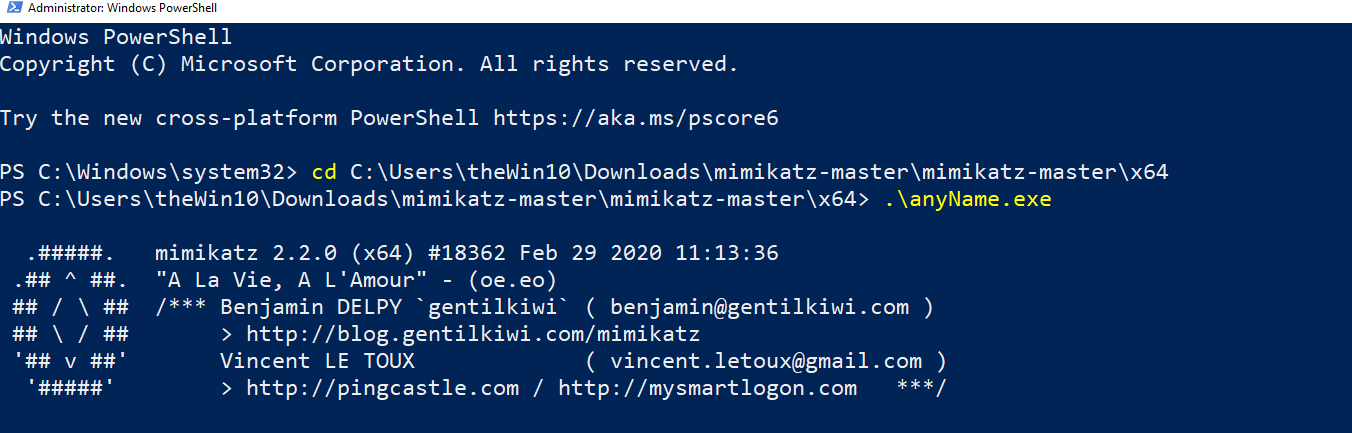 Administrator: Windows PowerShell
Windows PowerShell
Copyright (C) Microsoft Corporation. All rights reserved.
Try the new cross-platform PowerShell https://aka.ms/pscore6
PS C:\Windows\system32> cd C:\Users\theWin10\Downloads\mimikatz-master\mimikatz-master\x64
PS C:\Users\theWin10\Downloads\mimikatz-master\mimikatz-master\x64> .\anyName.exe
  .#####.   mimikatz 2.2.0 (x64) #18362 Feb 29 2020 11:13:36
 .## ^ ##.  "A La Vie, A L'Amour" - (oe.eo)
 ## / \ ##  /*** Benjamin DELPY `gentilkiwi` ( benjamin@gentilkiwi.com )
 ## \ / ##       > http://blog.gentilkiwi.com/mimikatz
 '## v ##'       Vincent LE TOUX             ( vincent.letoux@gmail.com )
  '#####'        > http://pingcastle.com / http://mysmartlogon.com   ***/